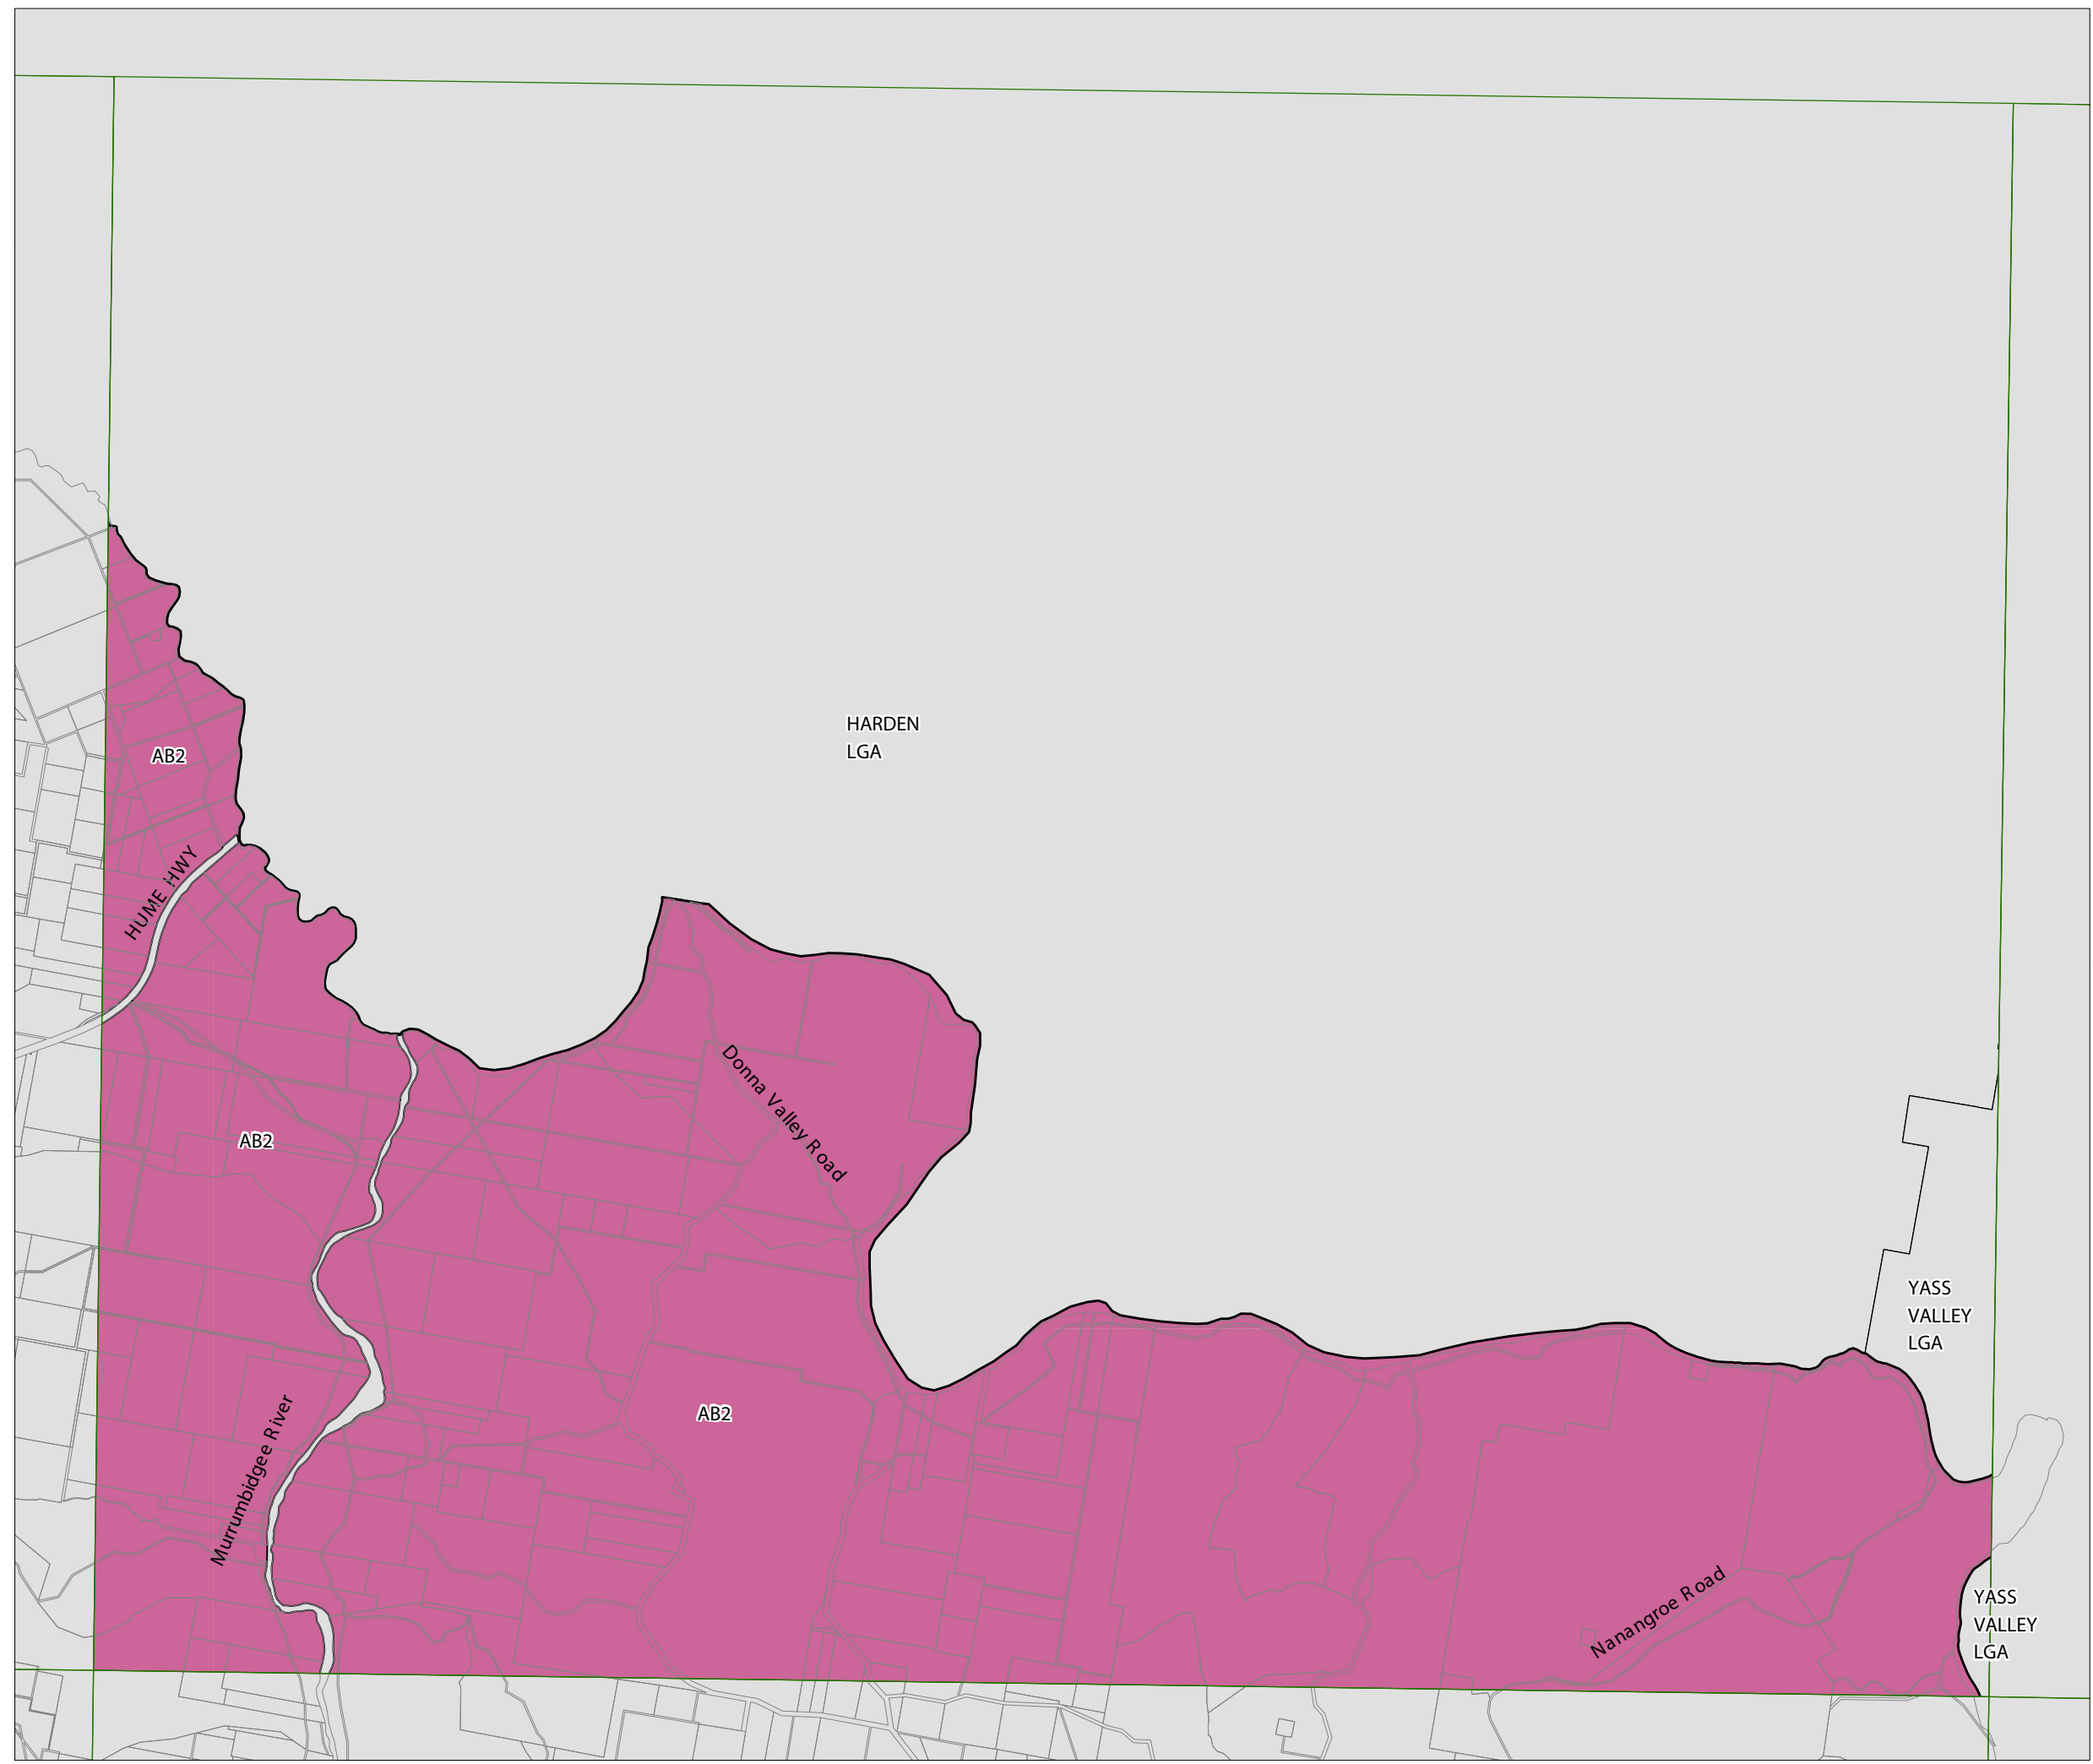 HARDEN
LGA
AB2
HUME HWY
Donna Valley Road
AB2
YASS
VALLEY
LGA
AB2
Murrumbidgee River
Nanangroe Road
YASS
VALLEY
LGA